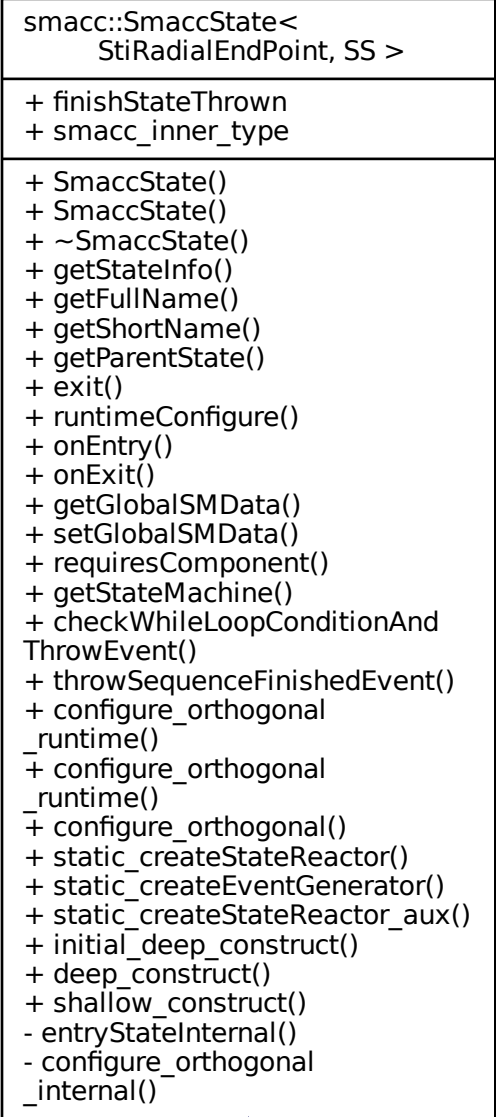 smacc::SmaccState<
StiRadialEndPoint, SS >
+ finishStateThrown
+ smacc_inner_type
+ SmaccState()
+ SmaccState()
+ ~SmaccState()
+ getStateInfo()
+ getFullName()
+ getShortName()
+ getParentState()
+ exit()
+ runtimeConfigure()
+ onEntry()
+ onExit()
+ getGlobalSMData()
+ setGlobalSMData()
+ requiresComponent()
+ getStateMachine()
+ checkWhileLoopConditionAnd
ThrowEvent()
+ throwSequenceFinishedEvent()
+ configure_orthogonal
_runtime()
+ configure_orthogonal
_runtime()
+ configure_orthogonal()
+ static_createStateReactor()
+ static_createEventGenerator()
+ static_createStateReactor_aux()
+ initial_deep_construct()
+ deep_construct()
+ shallow_construct()
- entryStateInternal()
- configure_orthogonal
_internal()